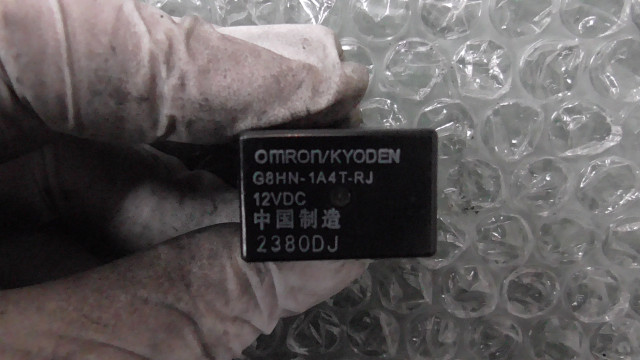 OMRON/KYODEN
G8HN-1A4T-RJ
12VDC
中国制造
2380DJ